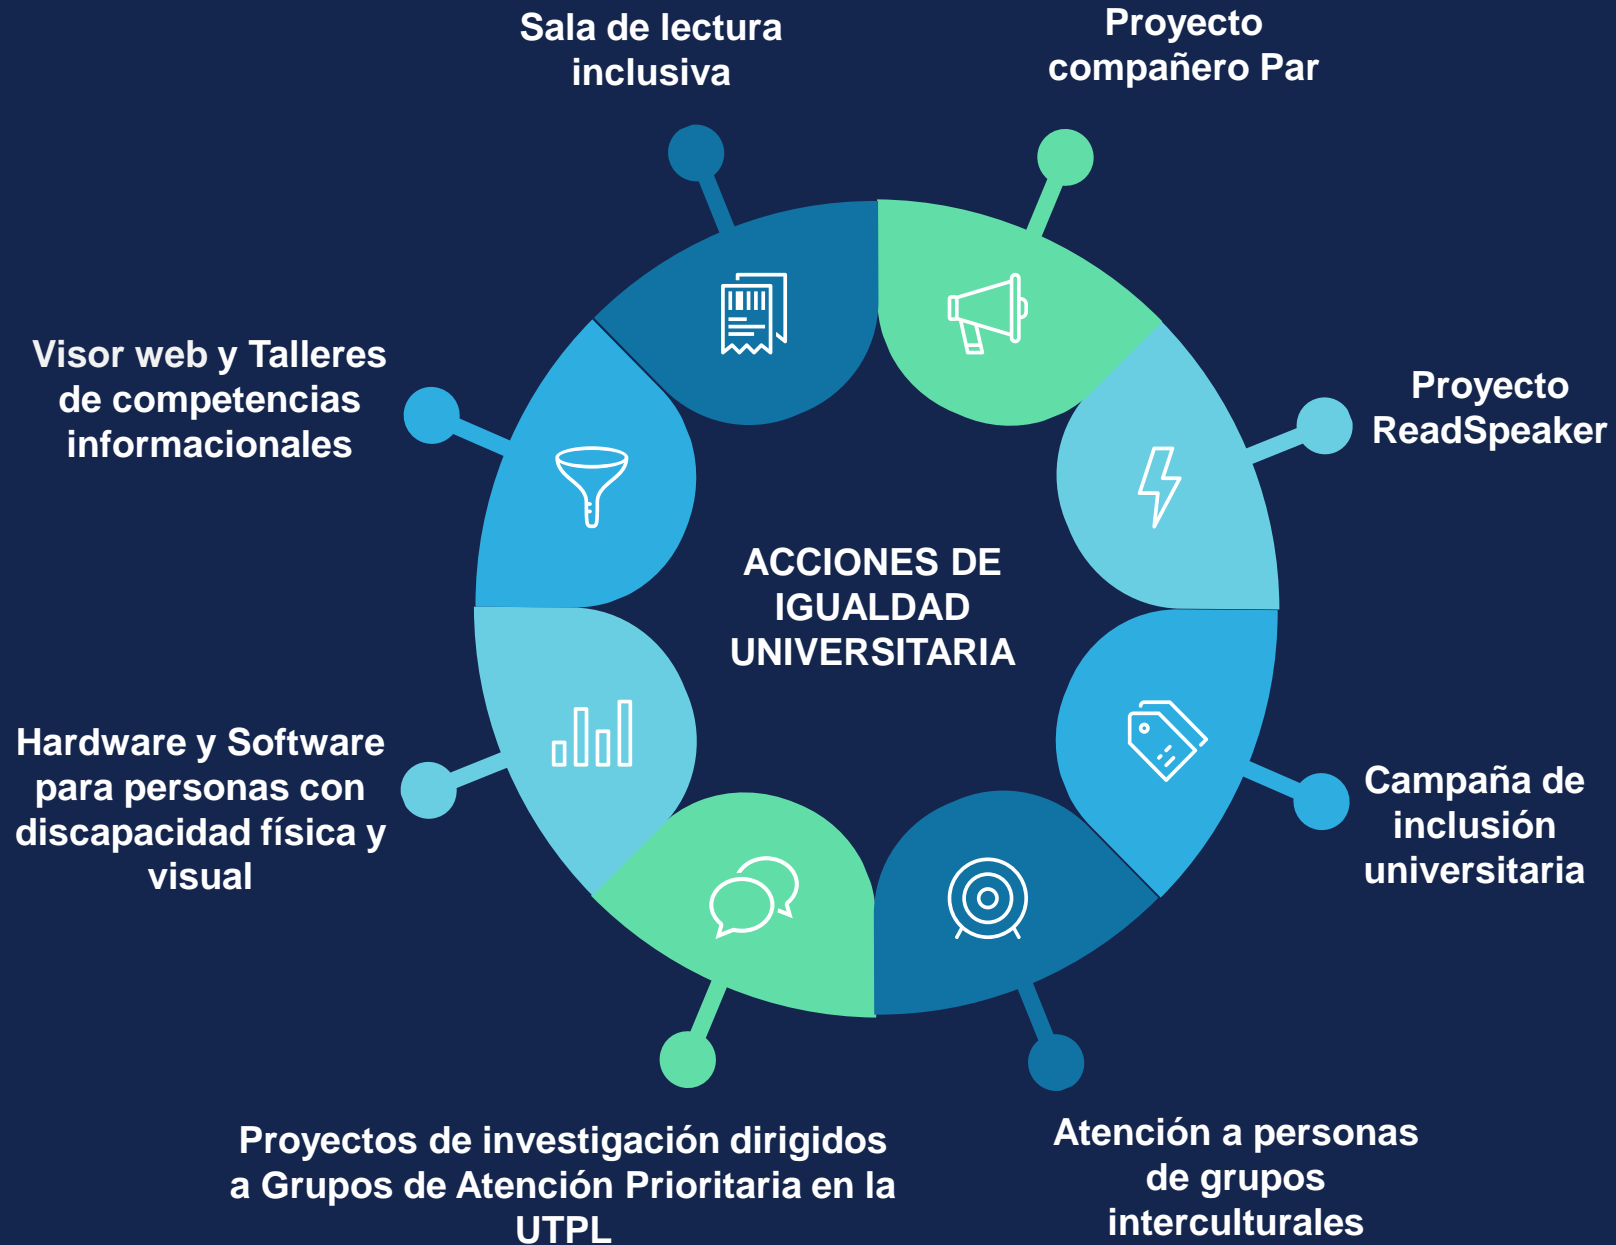 Sala de lectura
inclusiva
Proyecto
compañero Par
Visor web y Talleres
de competencias
informacionales
Proyecto
ReadSpeaker
ACCIONES DE
IGUALDAD
UNIVERSITARIA
Hardware y Software
para personas con
discapacidad física y
visual
Campaña de
inclusión
universitaria
Proyectos de investigación dirigidos
a Grupos de Atención Prioritaria en la
UTPL
Atención a personas
de grupos
interculturales